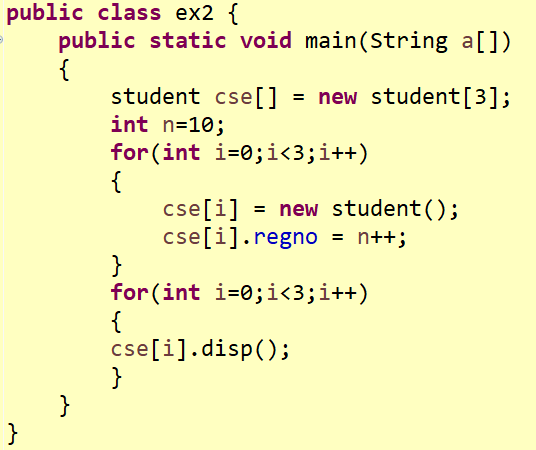 public class ex2 {
    public static void main(String a[])
    {
        student cse[] = new student[3];
        int n=10;
        for(int i=0;i<3;i++)
        {
            cse[i] = new student();
            cse[i].regno = n++;
        }
        for(int i=0;i<3;i++)
        {
        cse[i].disp();
        }
    }
}